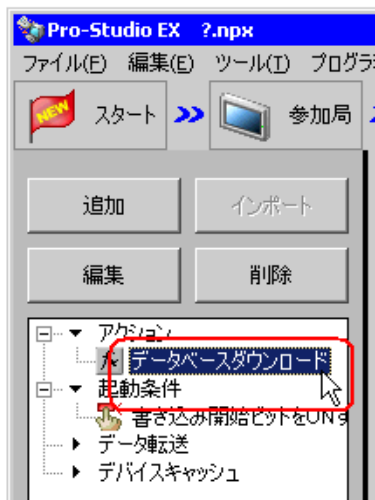 Pro-Studio EX ?.npx
ファイル(F) 編集(E) ツール(T) プログラ
NEW スタート 参加局
追加 インポート
編集 削除
アクション
fx データベースダウンロード
起動条件
書き込み開始ビットをONす
データ転送
デバイスキャッシュ